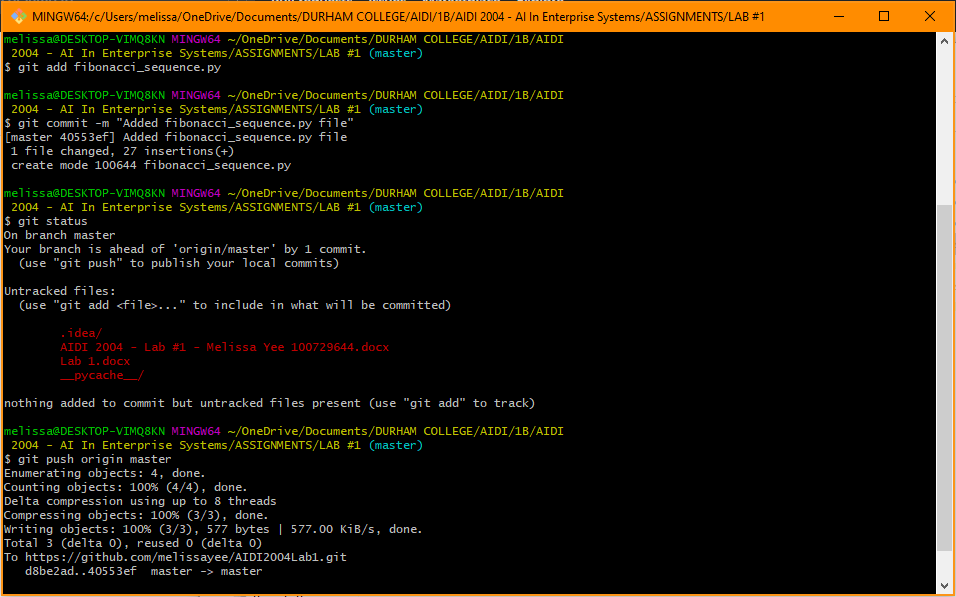 MINGW64:/c/Users/melissa/OneDrive/Documents/DURHAM COLLEGE/AIDI/1B/AIDI 2004 - AI In Enterprise Systems/ASSIGNMENTS/LAB #1
melissa@DESKTOP-VIMQ8KN MINGW64 ~/OneDrive/Documents/DURHAM COLLEGE/AIDI/1B/AIDI
 2004 - AI In Enterprise Systems/ASSIGNMENTS/LAB #1 (master)
$ git add fibonacci_sequence.py

melissa@DESKTOP-VIMQ8KN MINGW64 ~/OneDrive/Documents/DURHAM COLLEGE/AIDI/1B/AIDI
 2004 - AI In Enterprise Systems/ASSIGNMENTS/LAB #1 (master)
$ git commit -m "Added fibonacci_sequence.py file"
[master 40553ef] Added fibonacci_sequence.py file
 1 file changed, 27 insertions(+)
 create mode 100644 fibonacci_sequence.py

melissa@DESKTOP-VIMQ8KN MINGW64 ~/OneDrive/Documents/DURHAM COLLEGE/AIDI/1B/AIDI
 2004 - AI In Enterprise Systems/ASSIGNMENTS/LAB #1 (master)
$ git status
On branch master
Your branch is ahead of 'origin/master' by 1 commit.
  (use "git push" to publish your local commits)

Untracked files:
  (use "git add <file>..." to include in what will be committed)

        .idea/
        AIDI 2004 - Lab #1 - Melissa Yee 100729644.docx
        Lab 1.docx
        __pycache__/

nothing added to commit but untracked files present (use "git add" to track)

melissa@DESKTOP-VIMQ8KN MINGW64 ~/OneDrive/Documents/DURHAM COLLEGE/AIDI/1B/AIDI
 2004 - AI In Enterprise Systems/ASSIGNMENTS/LAB #1 (master)
$ git push origin master
Enumerating objects: 4, done.
Counting objects: 100% (4/4), done.
Delta compression using up to 8 threads
Compressing objects: 100% (3/3), done.
Writing objects: 100% (3/3), 577 bytes | 577.00 KiB/s, done.
Total 3 (delta 0), reused 0 (delta 0)
To https://github.com/melissayee/AIDI2004Lab1.git
   d8be2ad..40553ef  master -> master